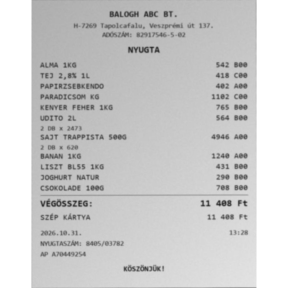 BALOGH ABC BT.
H-7269 Tapolcafalu, Veszprémi út 137.
ADÓSZÁM: 82917546-5-02
NYUGTA
ALMA 1KG 542 B00
TEJ 2,8% 1L 418 C00
PAPIRZSEBKENDO 402 A00
PARADICSOM KG 1102 C00
KENYER FEHER 1KG 765 B00
UDITO 2L 564 B00
2 DB x 2473
SAJT TRAPPISTA 500G 4946 A00
2 DB x 620
BANAN 1KG 1240 A00
LISZT BL55 1KG 431 B00
JOGHURT NATUR 290 B00
CSOKOLADE 100G 708 B00
VÉGÖSSZEG: 11 408 Ft
SZÉP KÁRTYA 11 408 Ft
2026.10.31. 13:28
NYUGTASZÁM: 8405/03782
AP A70449254
KÖSZÖNJÜK!